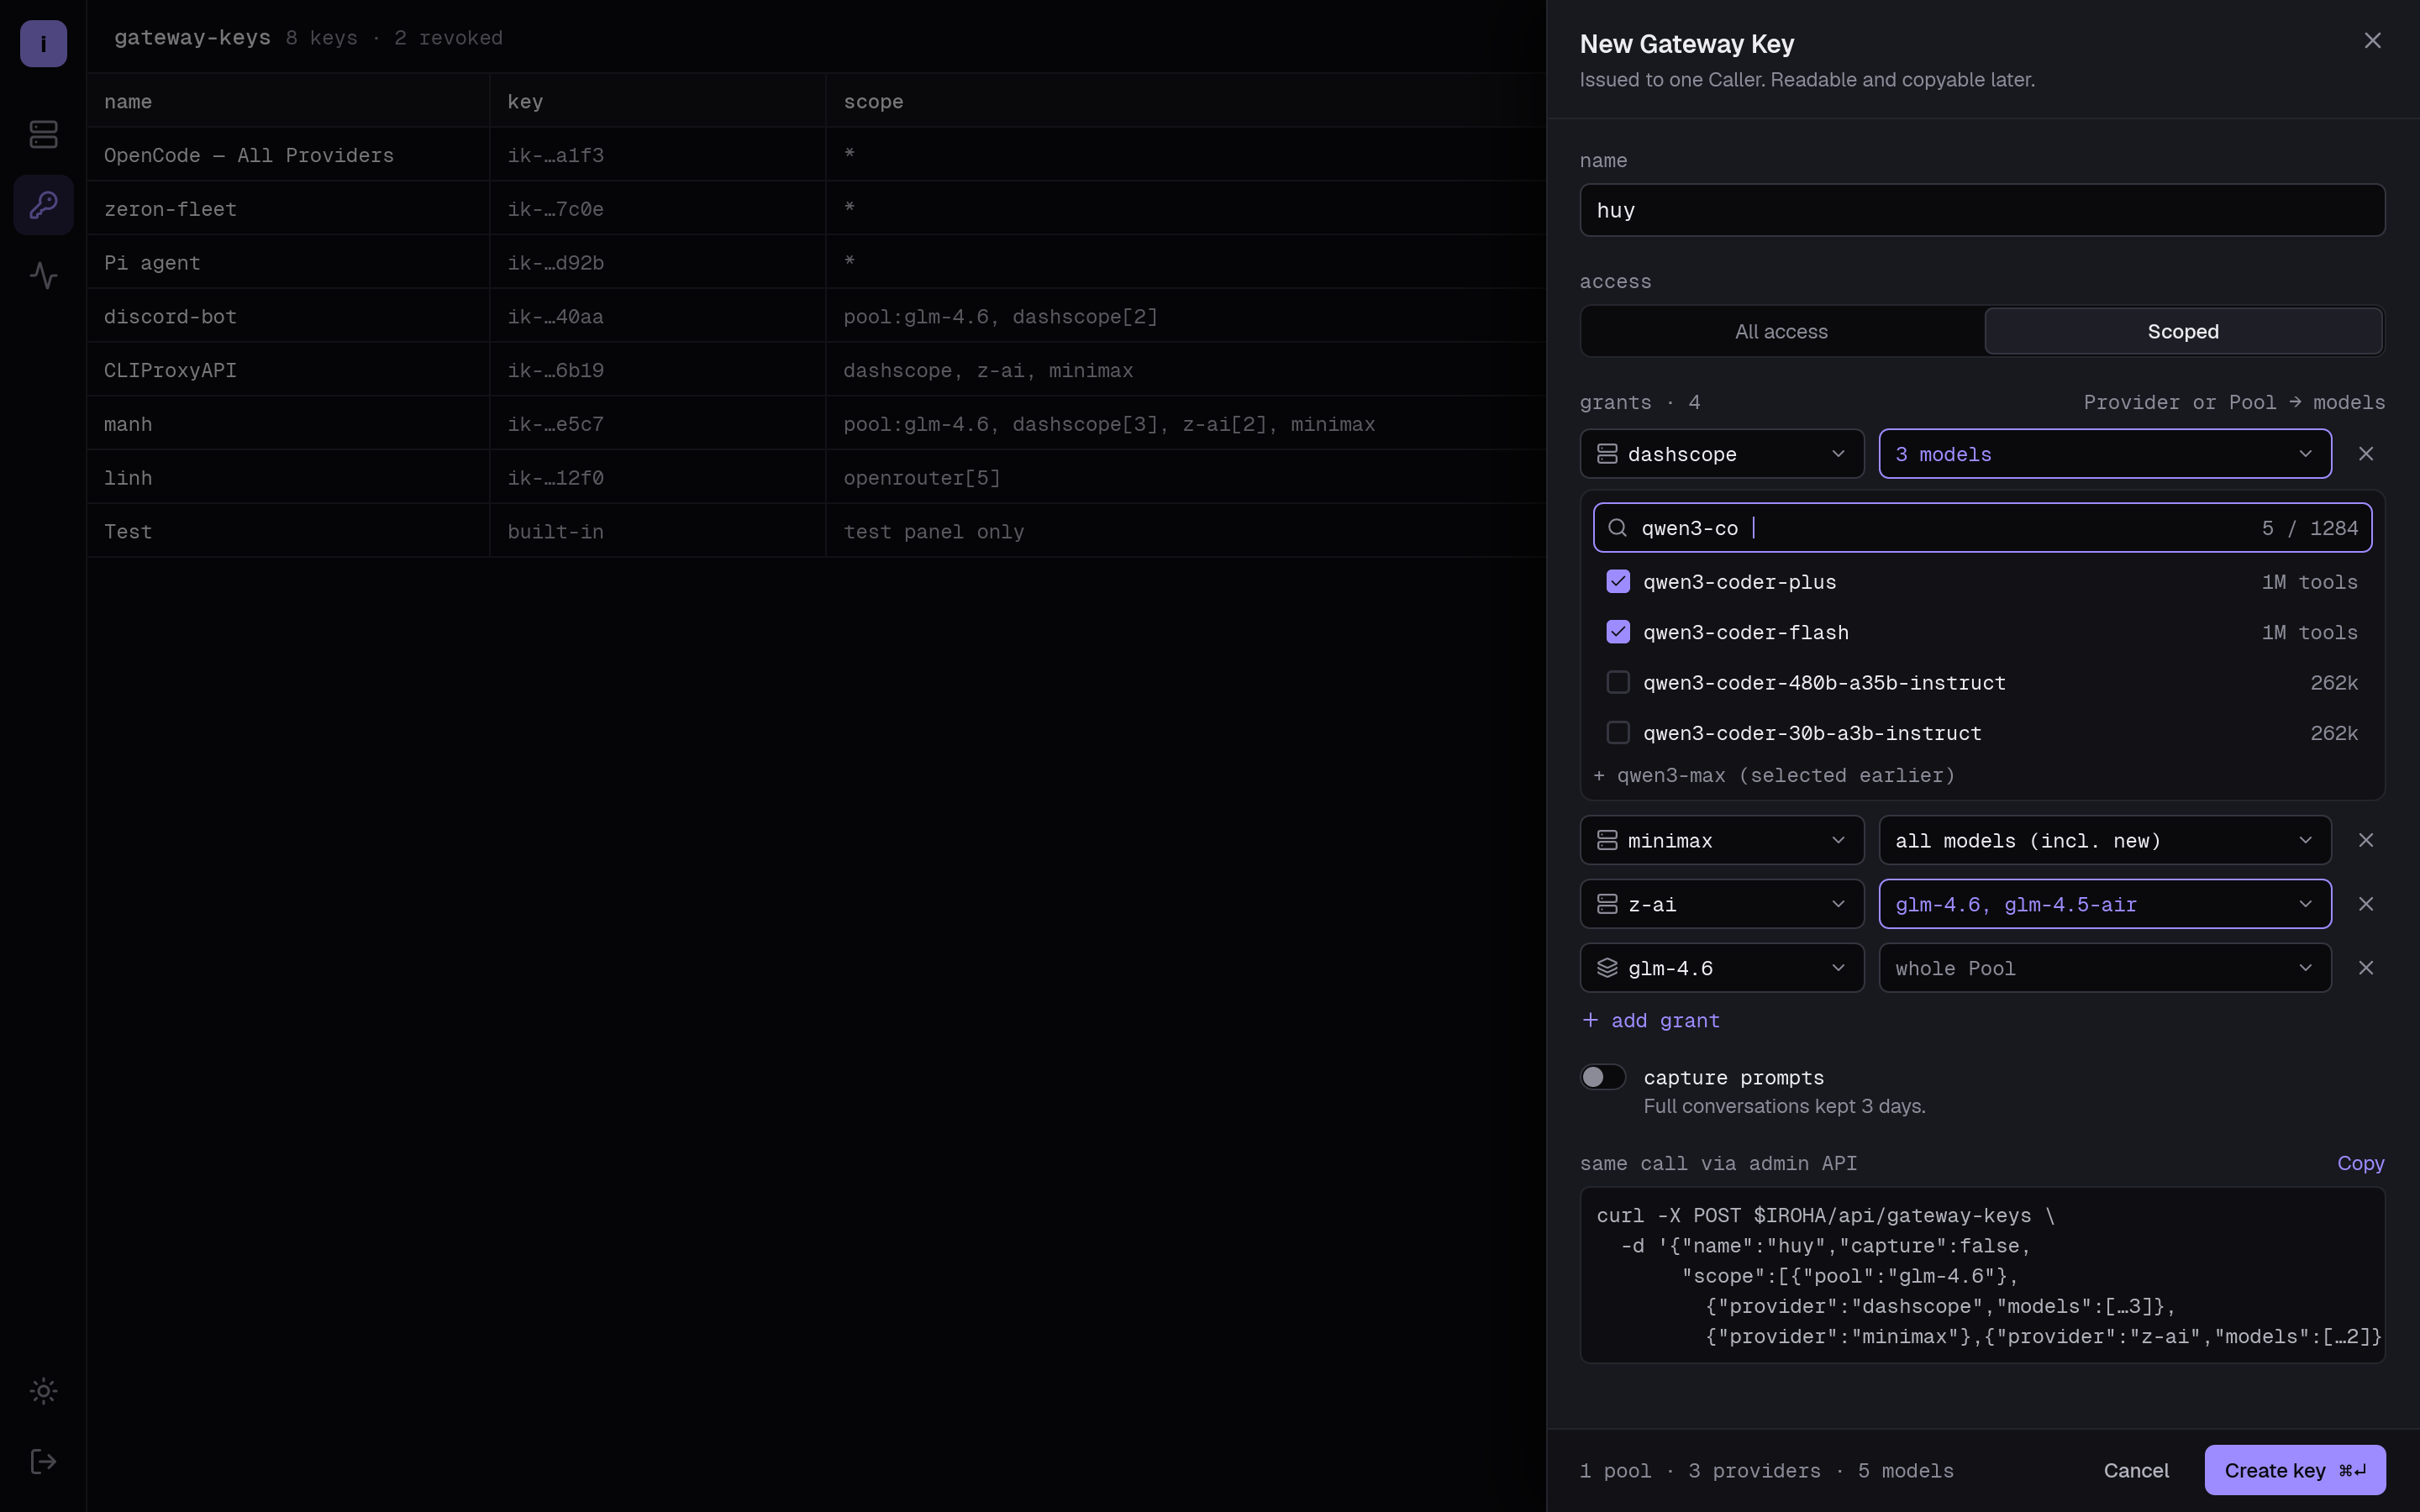 i
gateway-keys 8 keys · 2 revoked
name key scope
OpenCode — All Providers ik-…a1f3 *
zeron-fleet ik-…7c0e *
Pi agent ik-…d92b *
discord-bot ik-…40aa pool:glm-4.6, dashscope[2]
CLIProxyAPI ik-…6b19 dashscope, z-ai, minimax
manh ik-…e5c7 pool:glm-4.6, dashscope[3], z-ai[2], minimax
linh ik-…12f0 openrouter[5]
Test built-in test panel only
New Gateway Key
Issued to one Caller. Readable and copyable later.
name
huy
access
All access Scoped
grants · 4 Provider or Pool → models
dashscope 3 models
qwen3-co 5 / 1284
qwen3-coder-plus 1M tools
qwen3-coder-flash 1M tools
qwen3-coder-480b-a35b-instruct 262k
qwen3-coder-30b-a3b-instruct 262k
+ qwen3-max (selected earlier)
minimax all models (incl. new)
z-ai glm-4.6, glm-4.5-air
glm-4.6 whole Pool
+ add grant
capture prompts
Full conversations kept 3 days.
same call via admin API Copy
curl -X POST $IROHA/api/gateway-keys \
-d '{"name":"huy","capture":false,
"scope":[{"pool":"glm-4.6"},
{"provider":"dashscope","models":[…3]},
{"provider":"minimax"},{"provider":"z-ai","models":[…2]}
1 pool · 3 providers · 5 models Cancel Create key ⌘↵